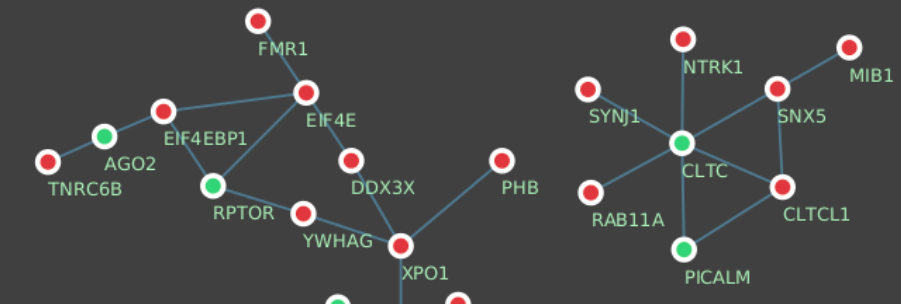 FMR1
NTRK1
MIB1
SYNJ1
SNX5
EIF4E
EIF4EBP1
AGO2
CLTC
TNRC6B
DDX3X
PHB
RPTOR
RAB11A
CLTCL1
YWHAG
XPO1
PICALM